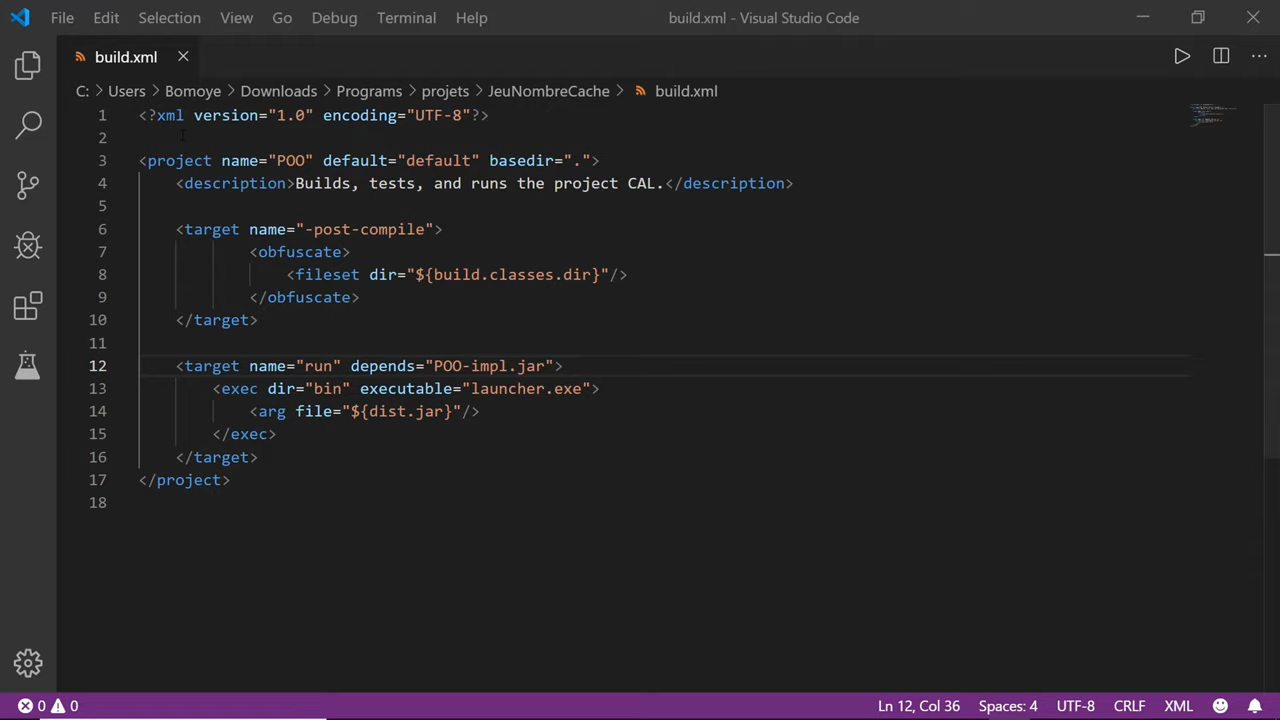 File Edit Selection View Go Debug Terminal Help build.xml - Visual Studio Code
build.xml
C: Users Bomoye Downloads Programs projets JeuNombreCache build.xml
1 <?xml version="1.0" encoding="UTF-8"?>
2
3 <project name="POO" default="default" basedir=".">
4 <description>Builds, tests, and runs the project CAL.</description>
5
6 <target name="-post-compile">
7 <obfuscate>
8 <fileset dir="${build.classes.dir}"/>
9 </obfuscate>
10 </target>
11
12 <target name="run" depends="POO-impl.jar">
13 <exec dir="bin" executable="launcher.exe">
14 <arg file="${dist.jar}"/>
15 </exec>
16 </target>
17 </project>
18
0 0 Ln 12, Col 36 Spaces: 4 UTF-8 CRLF XML